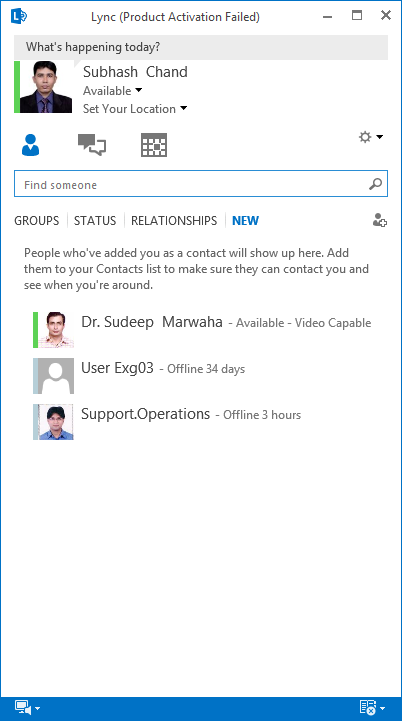 Lync (Product Activation Failed)
What's happening today?
Subhash Chand
Available
Set Your Location
Find someone
GROUPS STATUS RELATIONSHIPS NEW
People who've added you as a contact will show up here. Add
them to your Contacts list to make sure they can contact you and
see when you're around.
Dr. Sudeep Marwaha - Available - Video Capable
User Exg03 - Offline 34 days
Support.Operations - Offline 3 hours